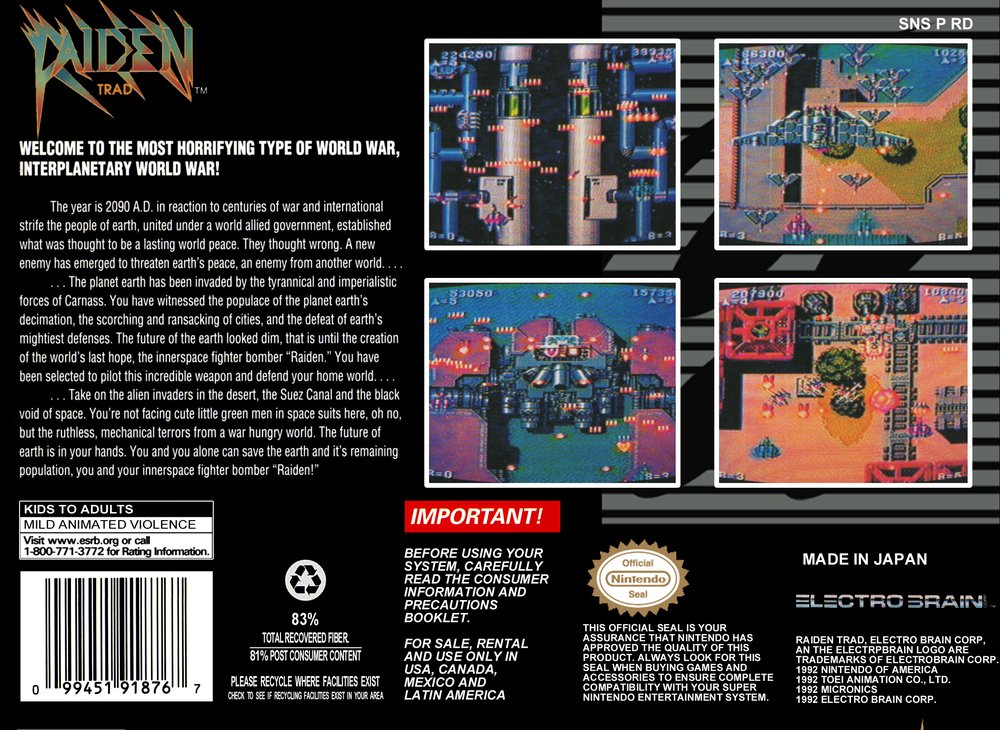 RAIDEN
TRAD
TM
SNS P RD
WELCOME TO THE MOST HORRIFYING TYPE OF WORLD WAR,
INTERPLANETARY WORLD WAR!
The year is 2090 A.D. in reaction to centuries of war and international
strife the people of earth, united under a world allied government, established
what was thought to be a lasting world peace. They thought wrong. A new
enemy has emerged to threaten earth's peace, an enemy from another world. . . .
. . . The planet earth has been invaded by the tyrannical and imperialistic
forces of Carnass. You have witnessed the populace of the planet earth's
decimation, the scorching and ransacking of cities, and the defeat of earth's
mightiest defenses. The future of the earth looked dim, that is until the creation
of the world's last hope, the innerspace fighter bomber “Raiden.” You have
been selected to pilot this incredible weapon and defend your home world. . . .
. . . Take on the alien invaders in the desert, the Suez Canal and the black
void of space. You're not facing cute little green men in space suits here, oh no,
but the ruthless, mechanical terrors from a war hungry world. The future of
earth is in your hands. You and you alone can save the earth and it's remaining
population, you and your innerspace fighter bomber “Raiden!”
224250
B=3
66300
B=3
B=5
53050
15735
=5
=5
B=0
B=3
207900
10840
B=3
KIDS TO ADULTS
MILD ANIMATED VIOLENCE
Visit www.esrb.org or call
1-800-771-3772 for Rating Information.
0 99451 91876 7
83%
TOTAL RECOVERED FIBER.
81% POST CONSUMER CONTENT
PLEASE RECYCLE WHERE FACILITIES EXIST
CHECK TO SEE IF RECYCLING FACILITIES EXIST IN YOUR AREA
IMPORTANT!
BEFORE USING YOUR
SYSTEM, CAREFULLY
READ THE CONSUMER
INFORMATION AND
PRECAUTIONS
BOOKLET.
FOR SALE, RENTAL
AND USE ONLY IN
USA, CANADA,
MEXICO AND
LATIN AMERICA
Official
Nintendo
Seal
THIS OFFICIAL SEAL IS YOUR
ASSURANCE THAT NINTENDO HAS
APPROVED THE QUALITY OF THIS
PRODUCT. ALWAYS LOOK FOR THIS
SEAL WHEN BUYING GAMES AND
ACCESSORIES TO ENSURE COMPLETE
COMPATIBILITY WITH YOUR SUPER
NINTENDO ENTERTAINMENT SYSTEM.
MADE IN JAPAN
ELECTRO BRAIN
RAIDEN TRAD, ELECTRO BRAIN CORP,
AN THE ELECTRPBRAIN LOGO ARE
TRADEMARKS OF ELECTROBRAIN CORP.
1992 NINTENDO OF AMERICA
1992 TOEI ANIMATION CO., LTD.
1992 MICRONICS
1992 ELECTRO BRAIN CORP.